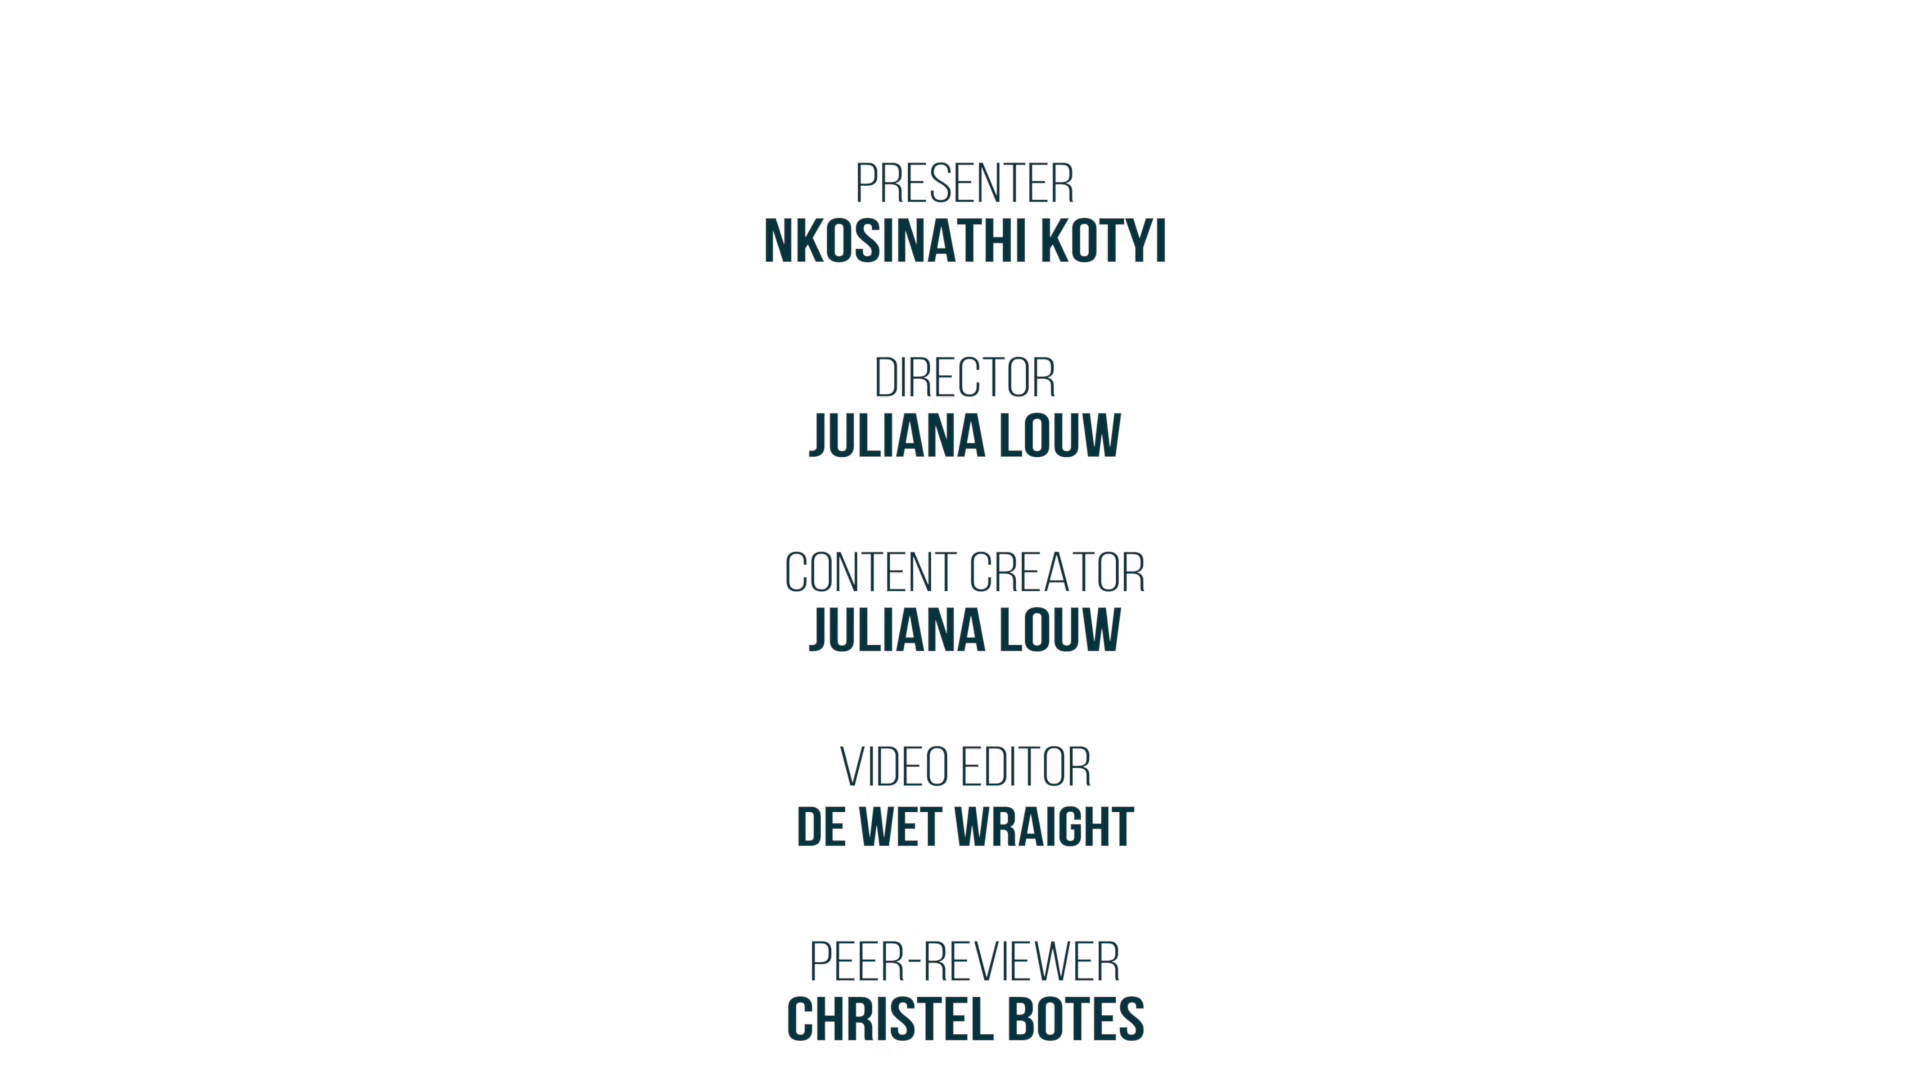 PRESENTER
NKOSINATHI KOTYI
DIRECTOR
JULIANA LOUW
CONTENT CREATOR
JULIANA LOUW
VIDEO EDITOR
DE WET WRAIGHT
PEER-REVIEWER
CHRISTEL BOTES